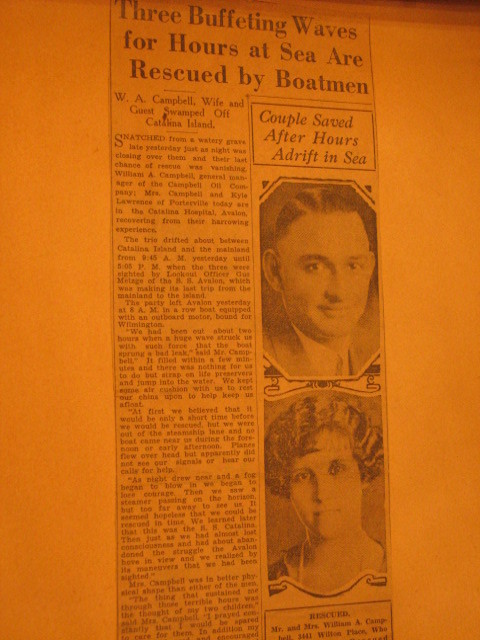 Three Buffeting Waves
for Hours at Sea Are
Rescued by Boatmen
W. A. Campbell, Wife and
Guest Swamped Off
Catalina Island.
SNATCHED from a watery grave
late yesterday just as night was
closing over them and their last
chance of rescue was vanishing,
William A. Campbell, general man-
ager of the Campbell Oil Com-
pany; Mrs. Campbell and Kyle
Lawrence of Porterville today are
in the Catalina Hospital, Avalon,
recovering from their harrowing
experience.
The trio drifted about between
Catalina Island and the mainland
from 9:45 A. M. yesterday until
5:05 P. M. when the three were
sighted by Lookout Officer Gus
Metzge of the S. S. Avalon, which
was making its last trip from the
mainland to the island.
The party left Avalon yesterday
at 8 A. M. in a row boat equipped
with an outboard motor, bound for
Wilmington.
"We had been out about two
hours when a huge wave struck us
with such force that the boat
sprung a bad leak," said Mr. Camp-
bell." It filled within a few min-
utes and there was nothing for us
to do but strap on life preservers
and jump into the water. We kept
some air cushion with us to rest
our chins upon to help keep us
afloat.
"At first we believed that it
would be only a short time before
we would be rescued, but we were
out of the steamship lane and no
boat came near us during the fore-
noon or early afternoon. Planes
flew over head but apparently did
not see our signals or hear our
calls for help.
"As night drew near and a fog
began to blow in we began to
lose courage. Then we saw a
steamer passing on the horizon,
but too far away to see us. It
seemed hopeless that we could be
rescued in time. We learned later
that this was the S. S. Catalina.
Then just as we had almost lost
consciousness and had about aban-
doned the struggle the Avalon
hove in view and we realized by
its maneuvers that we had been
sighted."
Mrs. Campbell was in better phy-
sical shape than either of the men.
"The thing that sustained me
through those terrible hours was
the thought of my two children,"
said Mrs. Campbell. "I prayed con-
stantly that I would be spared
to care for them. In addition my
Couple Saved
After Hours
Adrift in Sea
RESCUED.
Mr. and Mrs. William A. Camp-
bell, 3441 Wilton Place, Who